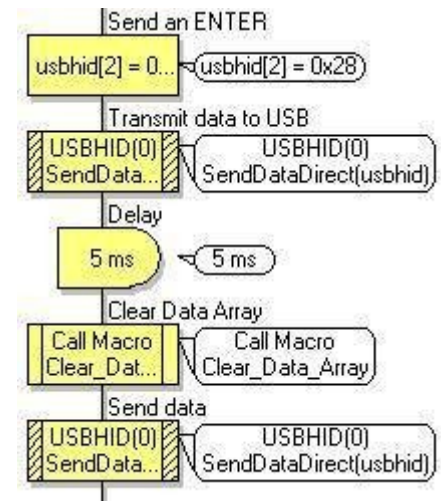 Send an ENTER
usbhid[2] = 0...
usbhid[2] = 0x28
Transmit data to USB
USBHID(0)
SendData...
USBHID(0)
SendDataDirect(usbhid)
Delay
5 ms
5 ms
Clear Data Array
Call Macro
Clear_Dat...
Call Macro
Clear_Data_Array
Send data
USBHID(0)
SendData...
USBHID(0)
SendDataDirect(usbhid)